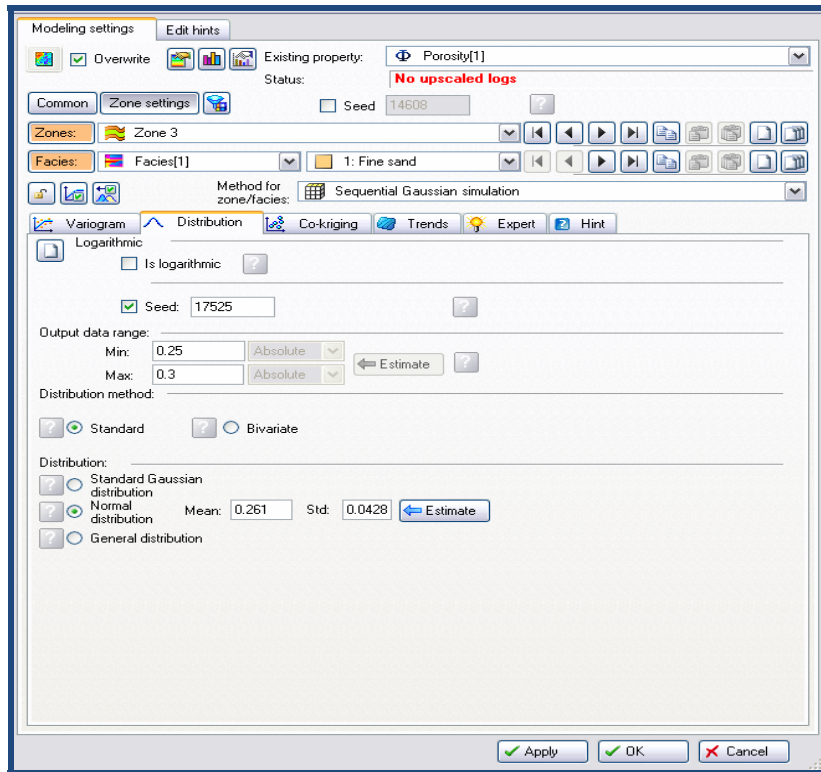 Modeling settings Edit hints
Overwrite Existing property: Φ Porosity[1]
Status: No upscaled logs
Common Zone settings Seed 14608 ?
Zones: Zone 3
Facies: Facies[1] 1: Fine sand
Method for zone/facies: Sequential Gaussian simulation
Variogram Distribution Co-kriging Trends Expert ? Hint
Logarithmic
Is logarithmic ?
Seed: 17525 ?
Output data range:
Min: 0.25 Absolute Estimate ?
Max: 0.3 Absolute
Distribution method:
? Standard ? Bivariate
Distribution:
? Standard Gaussian distribution
? Normal distribution Mean: 0.261 Std: 0.0428 Estimate
? General distribution
Apply OK Cancel